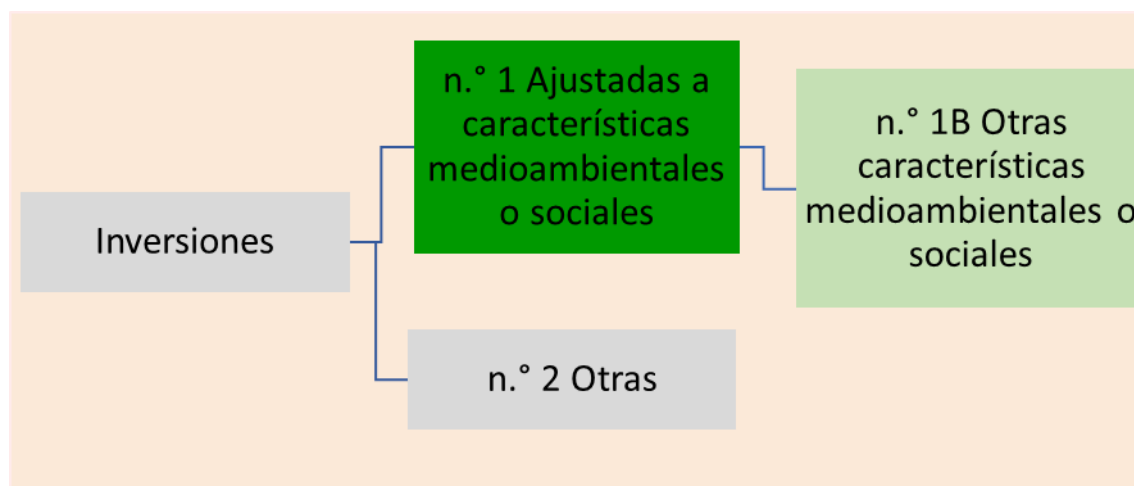 n.° 1 Ajustadas a
características
medioambientales
o sociales
n.° 1B Otras
características
medioambientales o
sociales
Inversiones
n.° 2 Otras